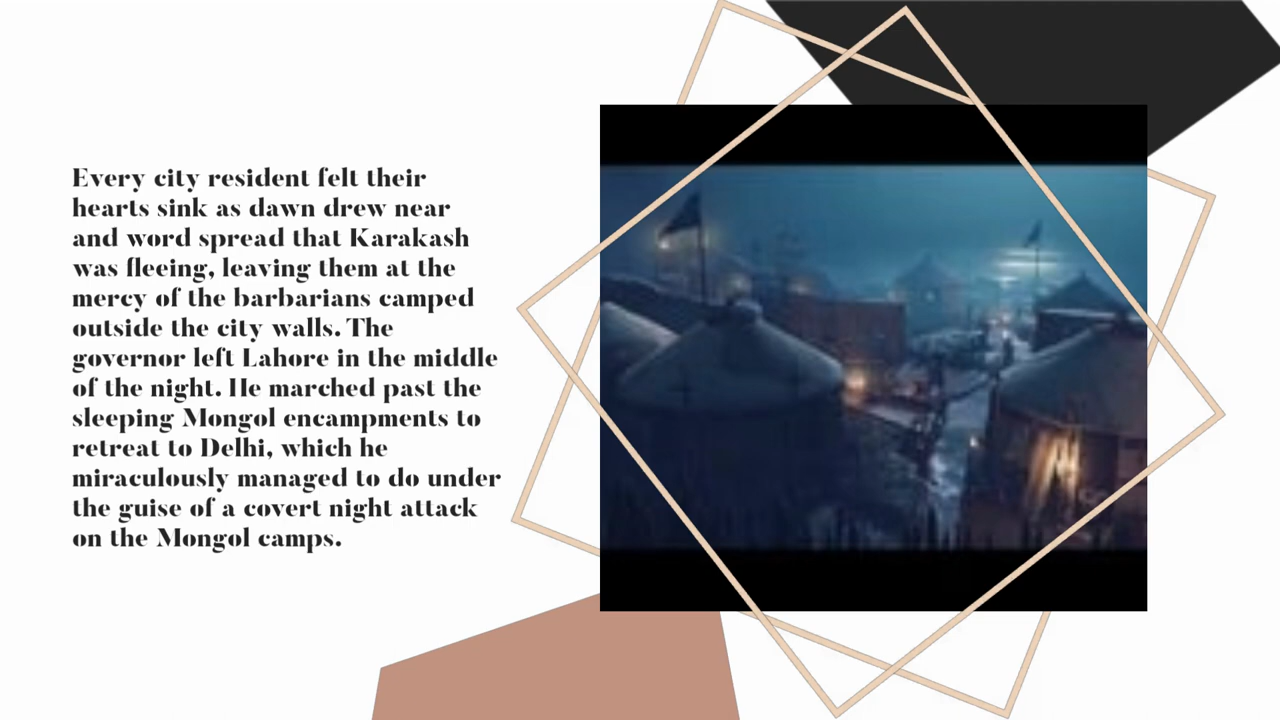 Every city resident felt their
hearts sink as dawn drew near
and word spread that Karakash
was fleeing, leaving them at the
mercy of the barbarians camped
outside the city walls. The
governor left Lahore in the middle
of the night. He marched past the
sleeping Mongol encampments to
retreat to Delhi, which he
miraculously managed to do under
the guise of a covert night attack
on the Mongol camps.